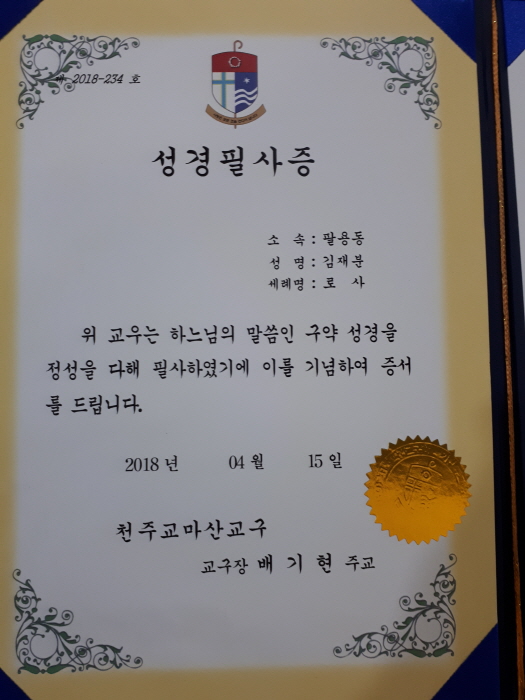 제 2018-234 호
성경필사증
소 속 : 팔용동
성 명 : 김재분
세례명 : 로 사
위 교우는 하느님의 말씀인 구약 성경을
정성을 다해 필사하였기에 이를 기념하여 증서
를 드립니다.
2018 년 04 월 15 일
천주교마산교구
교구장 배 기 현 주교